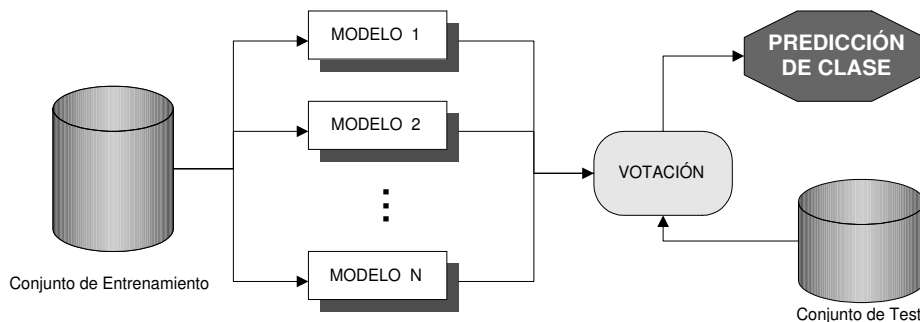 MODELO 1
PREDICCIÓN
DE CLASE
MODELO 2
VOTACIÓN
MODELO N
Conjunto de Entrenamiento
Conjunto de Test